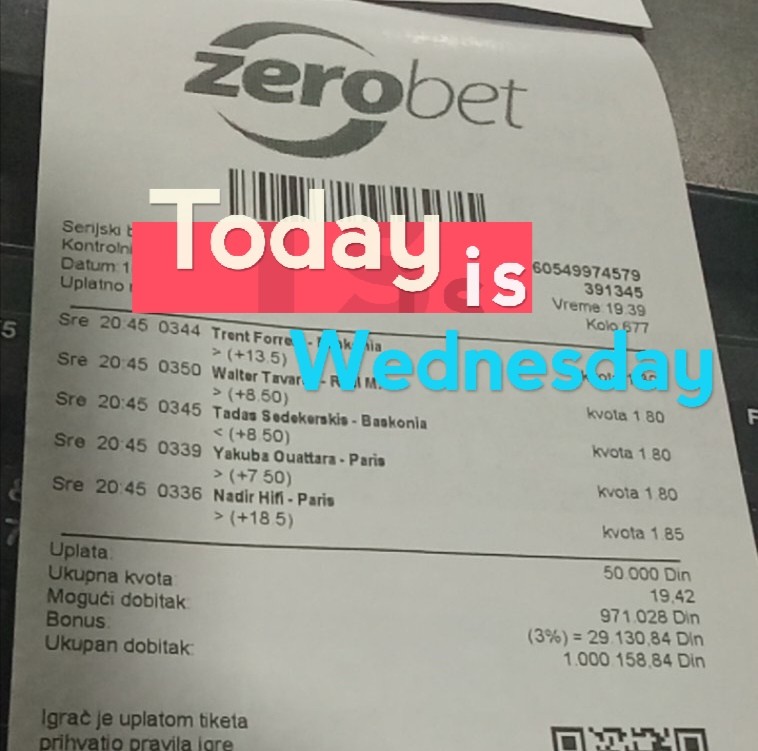 zerobet
Today is
Serijski
60549974579
Kontrolni
391345
Datum: 1
Vreme 19:39
Uplatno
Kolo 677
Wednesday
Sre 20:45 0344 Trent Forre
> (+13.5)
Sre 20:45 0350 Walter Tavar
> (+8.50)
kvota 1.80
Sre 20:45 0345 Tadas Sedekerskis - Baskonia
< (+8.50)
kvota 1.80
Sre 20:45 0339 Yakuba Ouattara - Paris
> (+7.50)
kvota 1.80
Sre 20:45 0336 Nadir Hifi - Paris
> (+18.5)
kvota 1.85
Uplata:
50.000 Din
Ukupna kvota:
19,42
Mogući dobitak:
971.028 Din
Bonus:
(3%) = 29.130,84 Din
Ukupan dobitak:
1.000.158,84 Din
Igrač je uplatom tiketa
prihvatio pravila igre